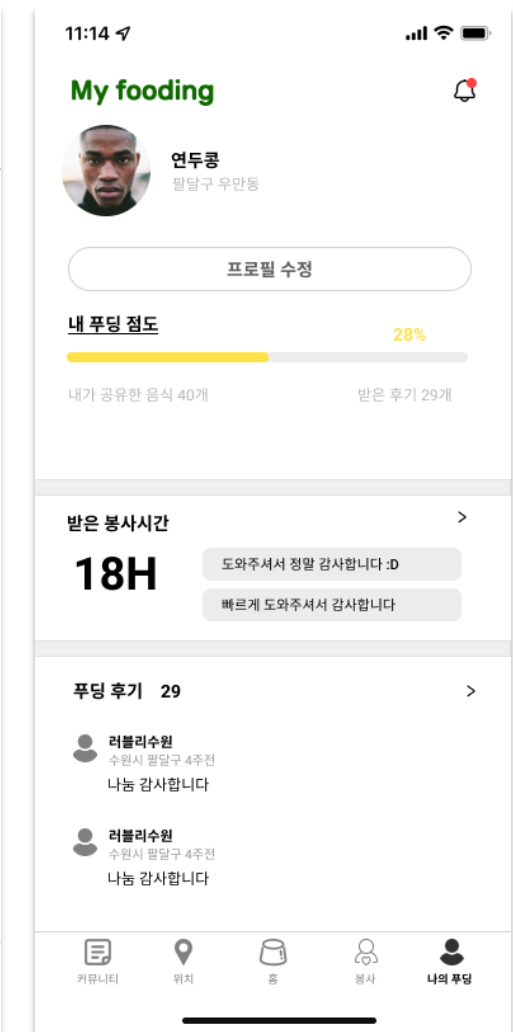 11:14
My fooding
연두콩
팔달구 우만동
프로필 수정
내 푸딩 점도
28%
내가 공유한 음식 40개
받은 후기 29개
받은 봉사시간 >
18H
도와주셔서 정말 감사합니다 :D
빠르게 도와주셔서 감사합니다
푸딩 후기 29 >
러블리수원
수원시 팔달구 4주전
나눔 감사합니다
러블리수원
수원시 팔달구 4주전
나눔 감사합니다
커뮤니티 위치 홈 봉사 나의 푸딩